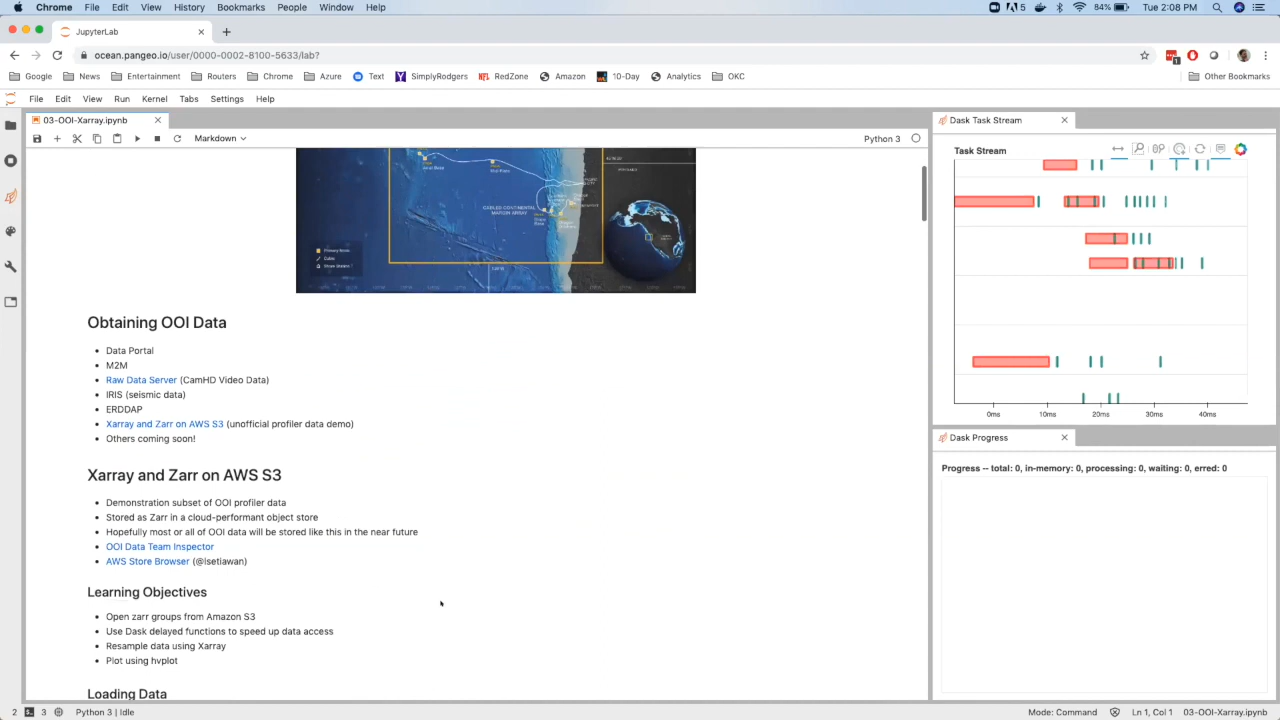 Chrome File Edit View History Bookmarks People Window Help 5 84% Tue 2:08 PM
JupyterLab
ocean.pangeo.io/user/0000-0002-8100-5633/lab? 1
Google News Entertainment Routers Chrome Azure Text SimplyRodgers RedZone Amazon 10-Day Analytics OKC Other Bookmarks
File Edit View Run Kernel Tabs Settings Help
03-OOI-Xarray.ipynb
Markdown Python 3
CABLED CONTINENTAL
MARGIN ARRAY
Obtaining OOI Data
Data Portal
M2M
Raw Data Server (CamHD Video Data)
IRIS (seismic data)
ERDDAP
Xarray and Zarr on AWS S3 (unofficial profiler data demo)
Others coming soon!
Xarray and Zarr on AWS S3
Demonstration subset of OOI profiler data
Stored as Zarr in a cloud-performant object store
Hopefully most or all of OOI data will be stored like this in the near future
OOI Data Team Inspector
AWS Store Browser (@lsetiawan)
Learning Objectives
Open zarr groups from Amazon S3
Use Dask delayed functions to speed up data access
Resample data using Xarray
Plot using hvplot
Loading Data
Dask Task Stream
Task Stream
0ms 10ms 20ms 30ms 40ms
Dask Progress
Progress -- total: 0, in-memory: 0, processing: 0, waiting: 0, erred: 0
2 3 Python 3 | Idle Mode: Command Ln 1, Col 1 03-OOI-Xarray.ipynb